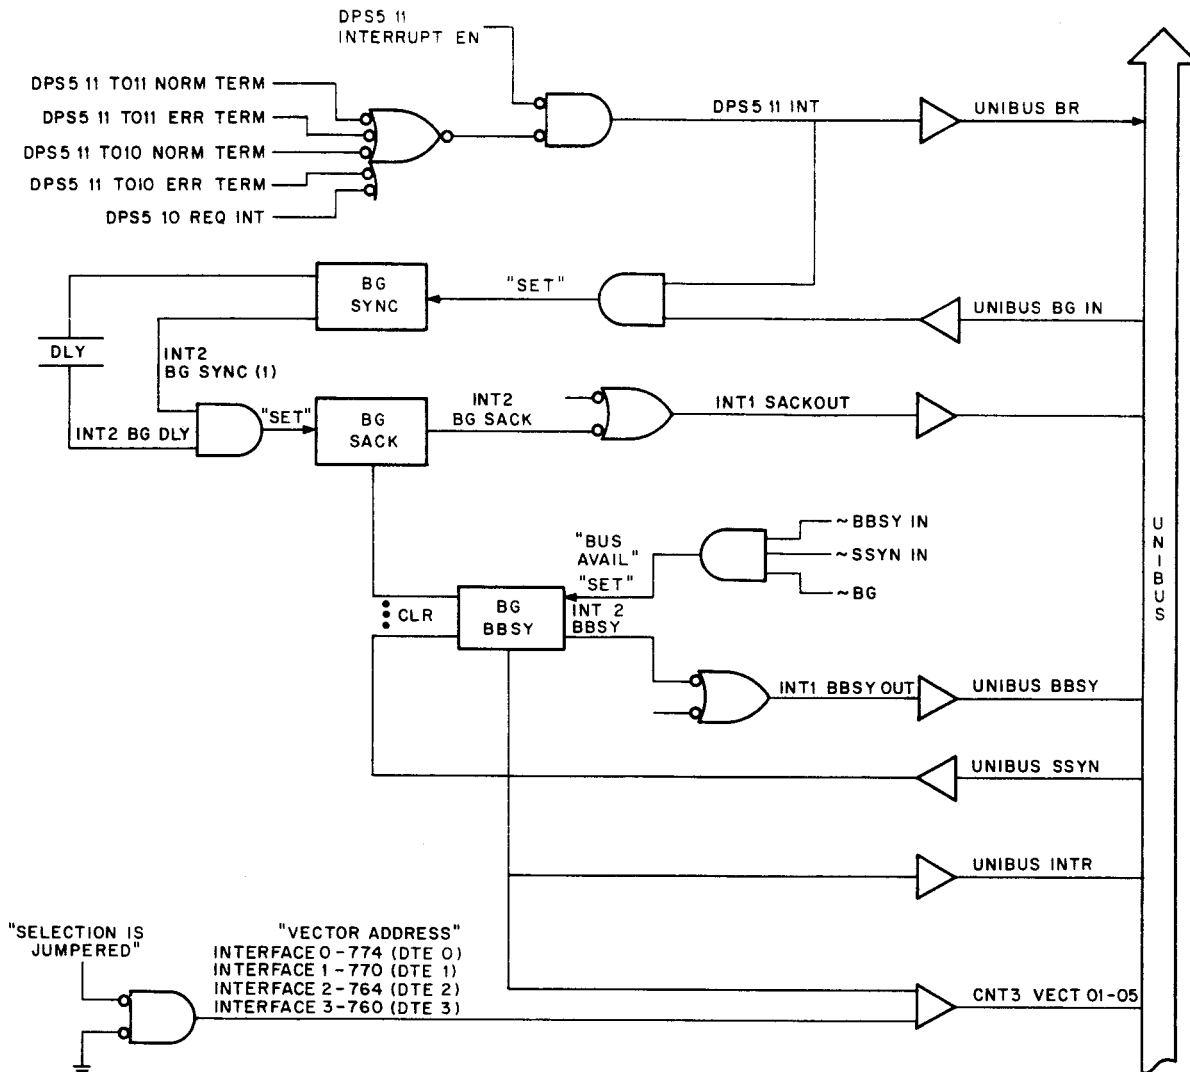 DPS5 11
INTERRUPT EN
DPS5 11 TO11 NORM TERM
DPS5 11 TO11 ERR TERM
DPS5 11 TO10 NORM TERM
DPS5 11 TO10 ERR TERM
DPS5 10 REQ INT
DPS5 11 INT
UNIBUS BR
BG
SYNC
"SET"
UNIBUS BG IN
DLY
INT2
BG SYNC (1)
INT2 BG DLY
"SET"
BG
SACK
INT2
BG SACK
INT1 SACKOUT
"BUS
AVAIL"
"SET"
~BBSY IN
~SSYN IN
~BG
CLR
BG
BBSY
INT 2
BBSY
INT1 BBSY OUT
UNIBUS BBSY
UNIBUS SSYN
UNIBUS INTR
UNIBUS
"SELECTION IS
JUMPERED"
"VECTOR ADDRESS"
INTERFACE 0-774 (DTE 0)
INTERFACE 1-770 (DTE 1)
INTERFACE 2-764 (DTE 2)
INTERFACE 3-760 (DTE 3)
CNT3 VECT 01-05